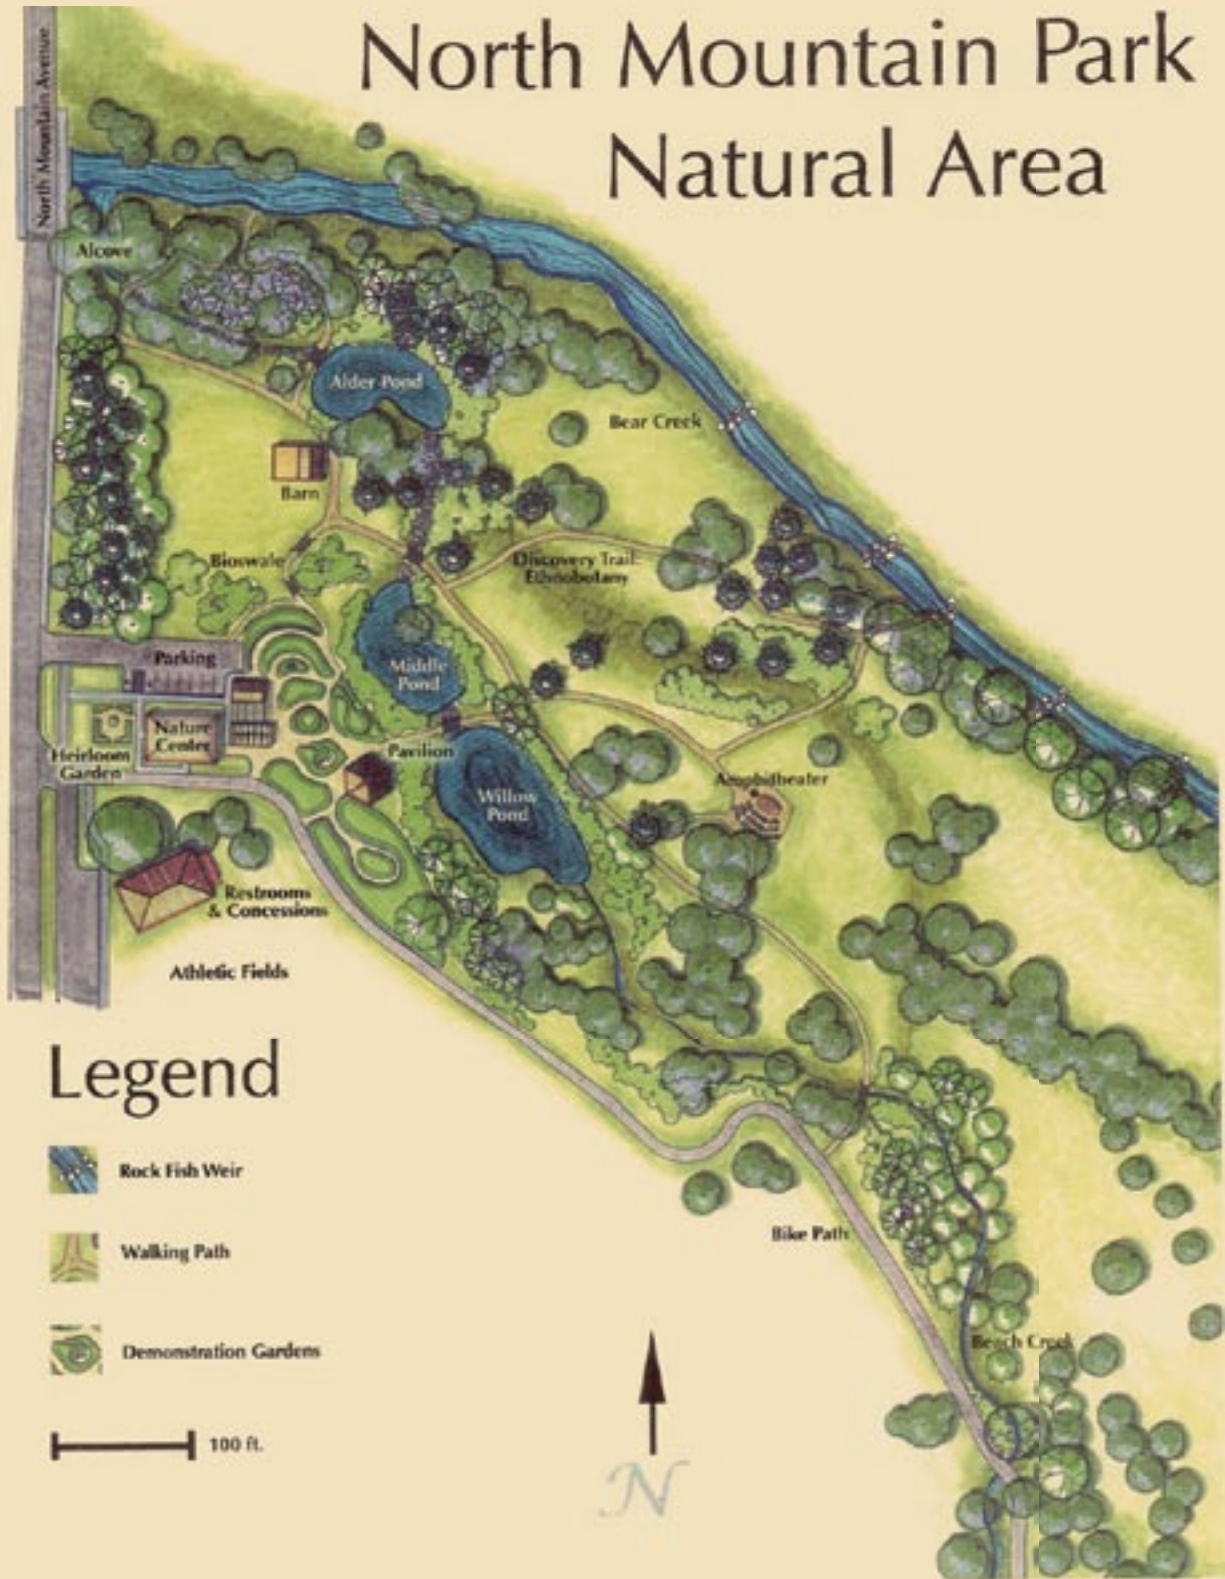 North Mountain Park
Natural Area
North Mountain Avenue
Alcove
Alder Pond
Bear Creek
Barn
Bioswale
Discovery Trail:
Ethnobotany
Parking
Middle
Pond
Nature
Center
Pavilion
Heirloom
Garden
Willow
Pond
Amphitheater
Restrooms
& Concessions
Athletic Fields
Legend
Rock Fish Weir
Walking Path
Bike Path
Demonstration Gardens
Beach Creek
100 ft.
N